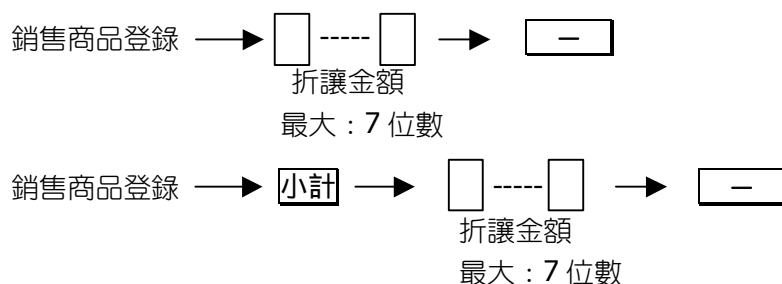 銷售商品登錄 ----- －
折讓金額
最大：7 位數
銷售商品登錄 小計 ----- －
折讓金額
最大：7 位數